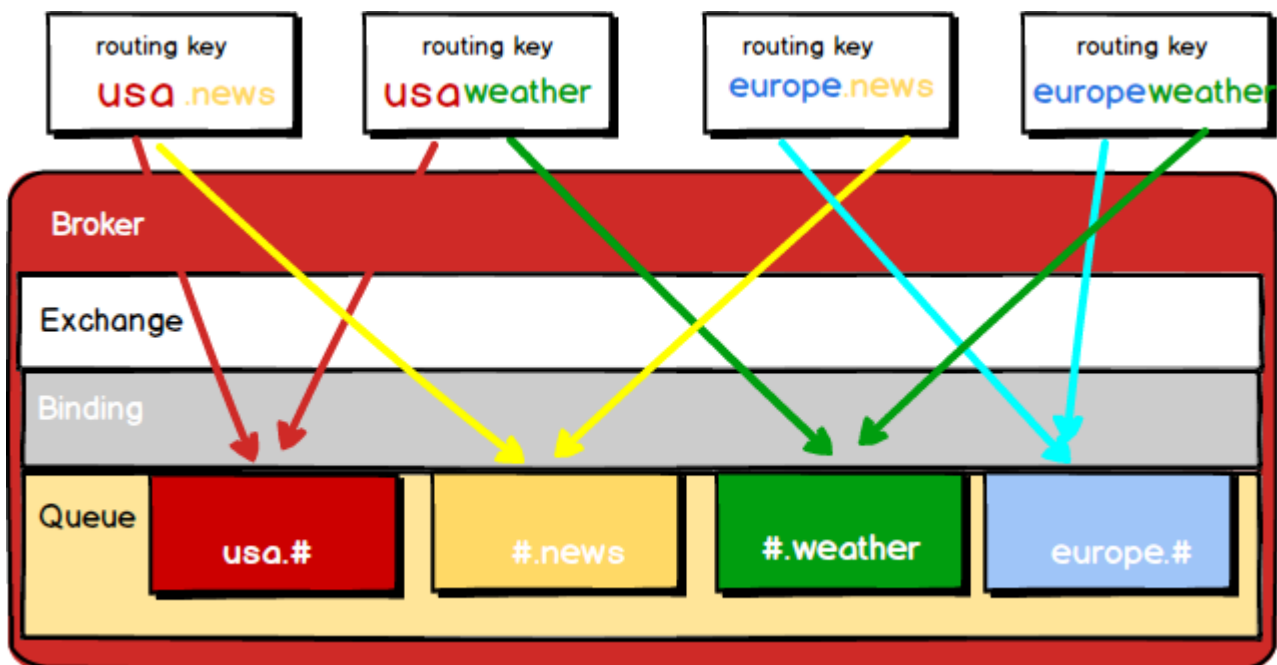 routing key
usa .news
routing key
usaweather
routing key
europe.news
routing key
europeweather
Broker
Exchange
Binding
Queue
usa.#
#.news
#.weather
europe.#